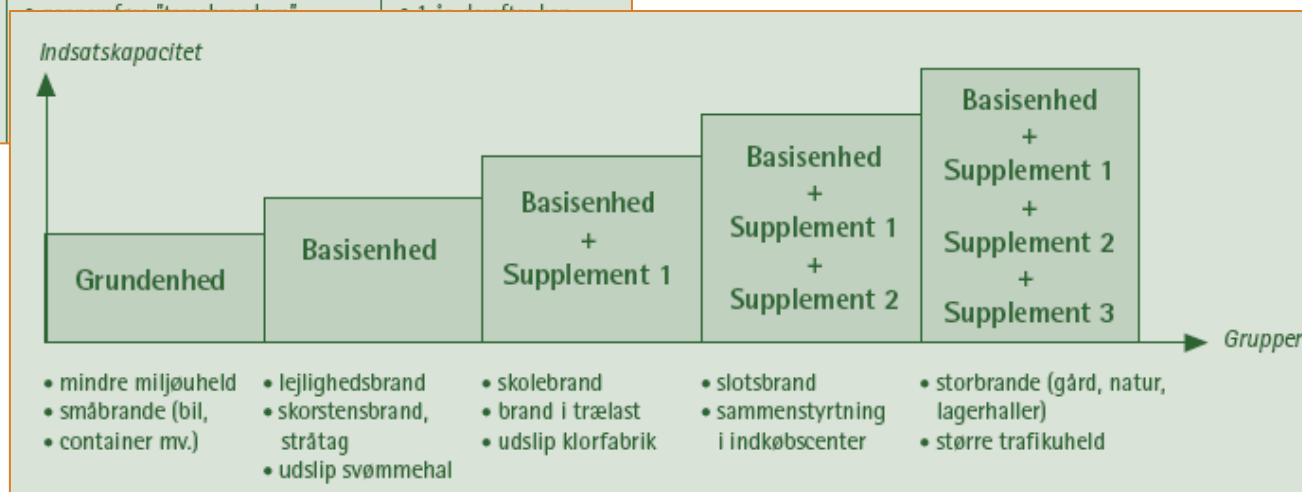 Indsatskapacitet
Grundenhed
Basisenhed
Basisenhed
+
Supplement 1
Basisenhed
+
Supplement 1
+
Supplement 2
Basisenhed
+
Supplement 1
+
Supplement 2
+
Supplement 3
Grupper
• mindre miljøuheld
• småbrande (bil,
• container mv.)
• lejlighedsbrand
• skorstensbrand,
stråtag
• udslip svømmehal
• skolebrand
• brand i trælast
• udslip klorfabrik
• slotsbrand
• sammenstyrtning
i indkøbscenter
• storbrande (gård, natur,
lagerhaller)
• større trafikuheld